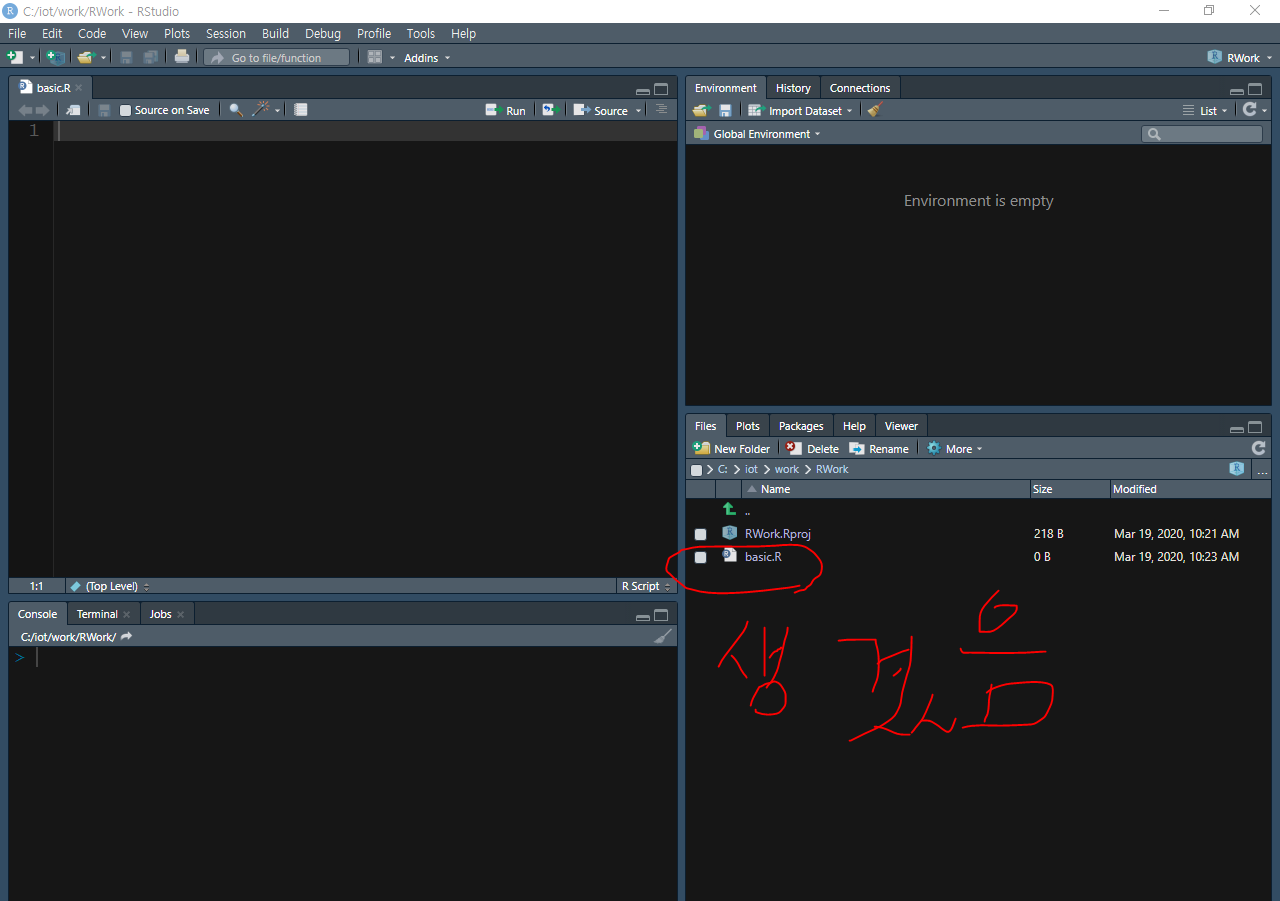 C:/iot/work/RWork - RStudio
File Edit Code View Plots Session Build Debug Profile Tools Help
Go to file/function Addins RWork
basic.R
Source on Save Run Source
1
1:1 (Top Level) R Script
Console Terminal Jobs
C:/iot/work/RWork/
>
Environment History Connections
Import Dataset List
Global Environment
Environment is empty
Files Plots Packages Help Viewer
New Folder Delete Rename More
C: iot work RWork
Name Size Modified
..
RWork.Rproj 218 B Mar 19, 2020, 10:21 AM
basic.R 0 B Mar 19, 2020, 10:23 AM
생겼음